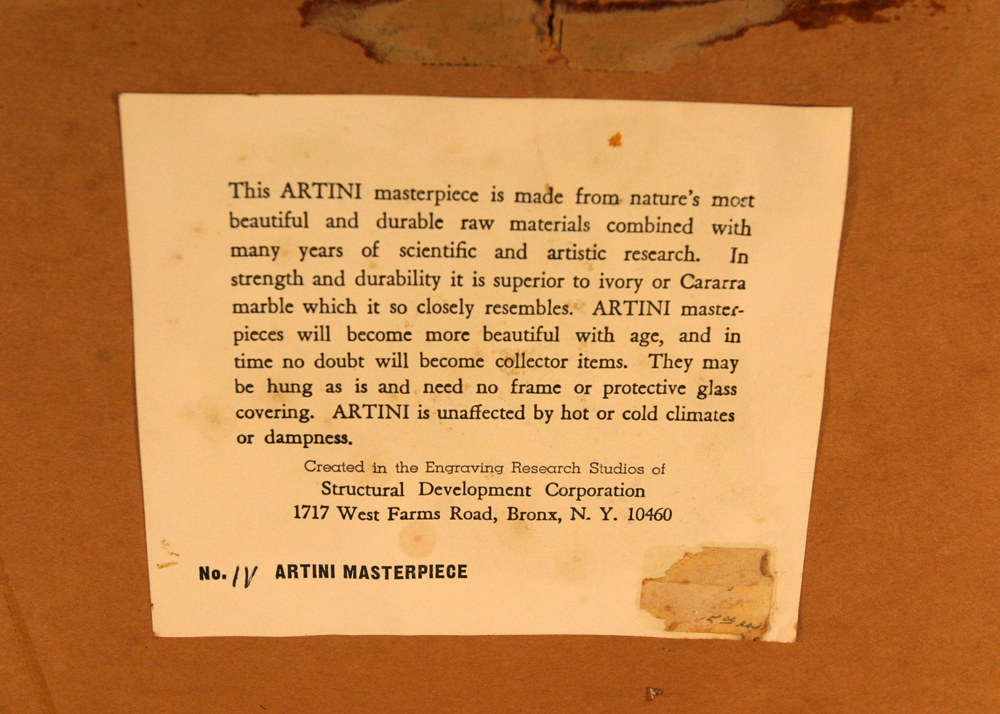 This ARTINI masterpiece is made from nature's most
beautiful and durable raw materials combined with
many years of scientific and artistic research. In
strength and durability it is superior to ivory or Cararra
marble which it so closely resembles. ARTINI master-
pieces will become more beautiful with age, and in
time no doubt will become collector items. They may
be hung as is and need no frame or protective glass
covering. ARTINI is unaffected by hot or cold climates
or dampness.
Created in the Engraving Research Studios of
Structural Development Corporation
1717 West Farms Road, Bronx, N. Y. 10460
No. IV ARTINI MASTERPIECE